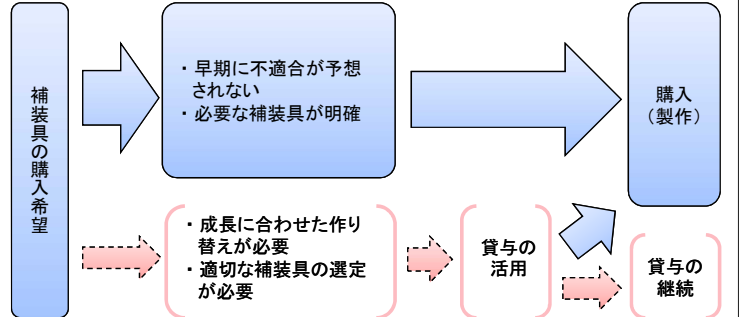 補装具の購入希望
・早期に不適合が予想
されない
・必要な補装具が明確
購入
（製作）
・成長に合わせた作り
替えが必要
・適切な補装具の選定
が必要
貸与の
活用
貸与の
継続